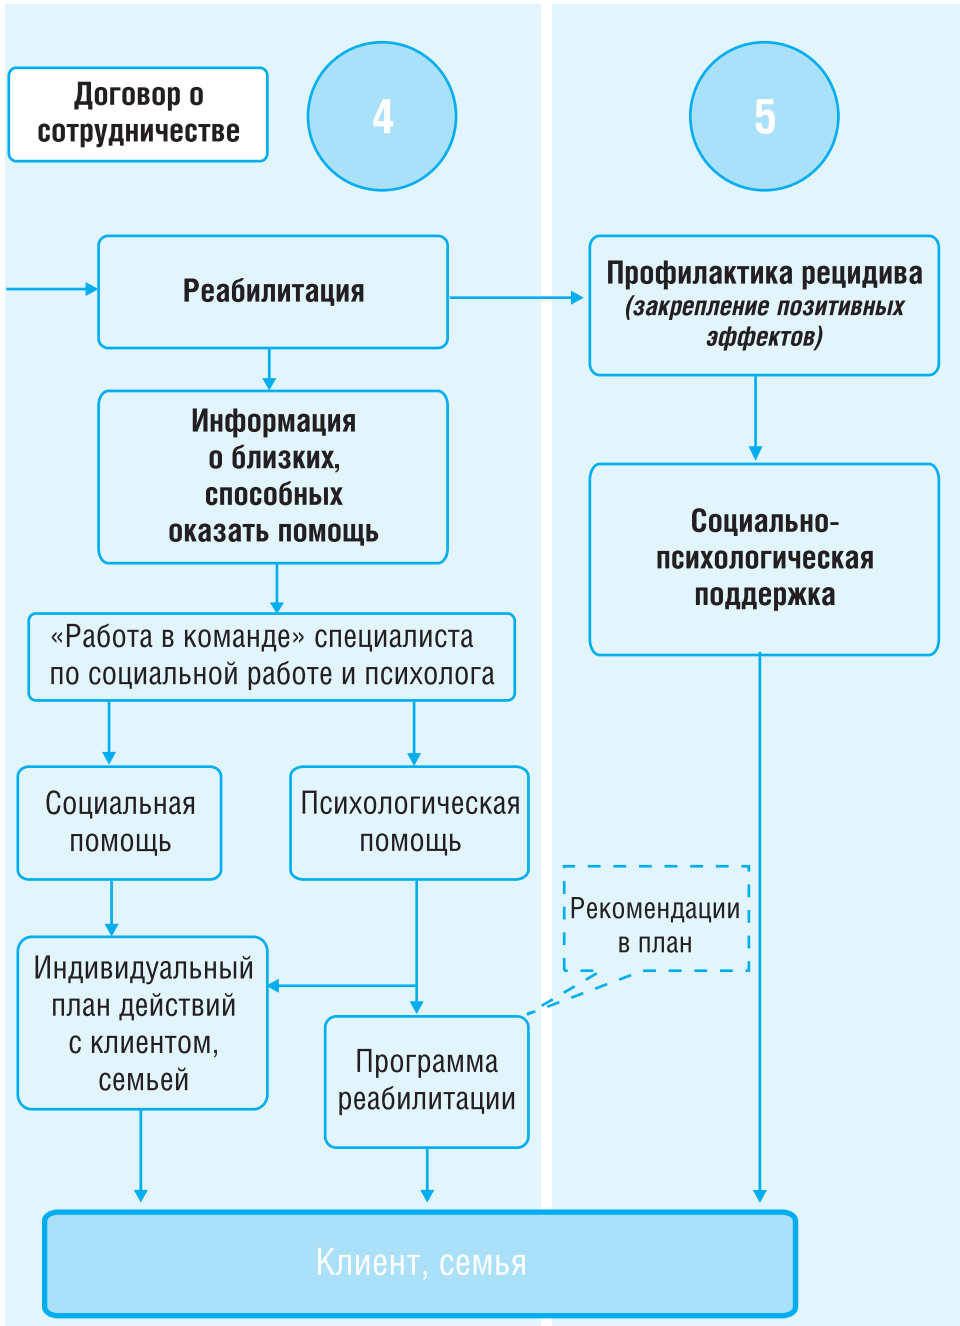 Договор о
сотрудничестве
4
5
Реабилитация
Профилактика рецидива
(закрепление позитивных
эффектов)
Информация
о близких,
способных
оказать помощь
Социально-
психологическая
поддержка
«Работа в команде» специалиста
по социальной работе и психолога
Социальная
помощь
Психологическая
помощь
Рекомендации
в план
Индивидуальный
план действий
с клиентом,
семьей
Программа
реабилитации
Клиент, семья